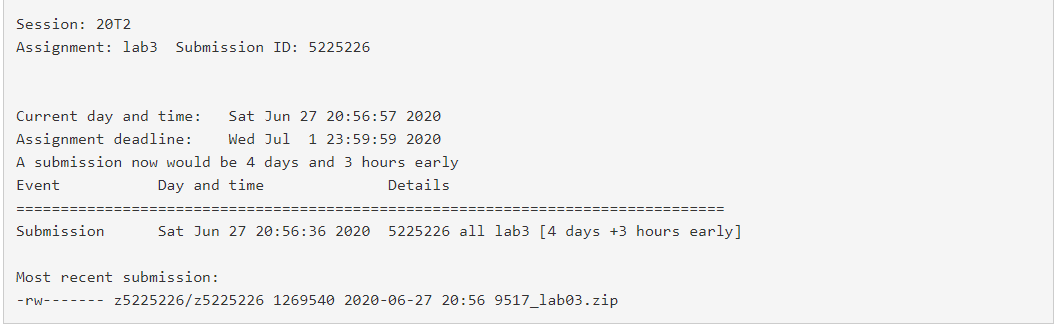 Session: 20T2
Assignment: lab3  Submission ID: 5225226
Current day and time:   Sat Jun 27 20:56:57 2020
Assignment deadline:    Wed Jul  1 23:59:59 2020
A submission now would be 4 days and 3 hours early
Event           Day and time              Details
================================================================================
Submission      Sat Jun 27 20:56:36 2020  5225226 all lab3 [4 days +3 hours early]
Most recent submission:
-rw------- z5225226/z5225226 1269540 2020-06-27 20:56 9517_lab03.zip